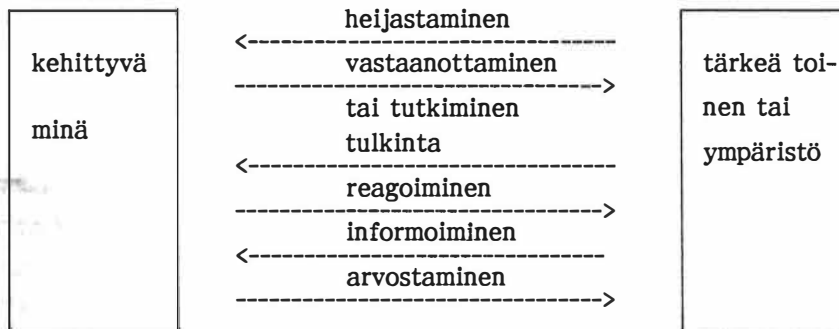 heijastaminen
kehittyvä vastaanottaminen tärkeä toi-
tai tutkiminen nen tai
minä
tulkinta
ympäristö
reagoiminen
informoiminen
arvostaminen